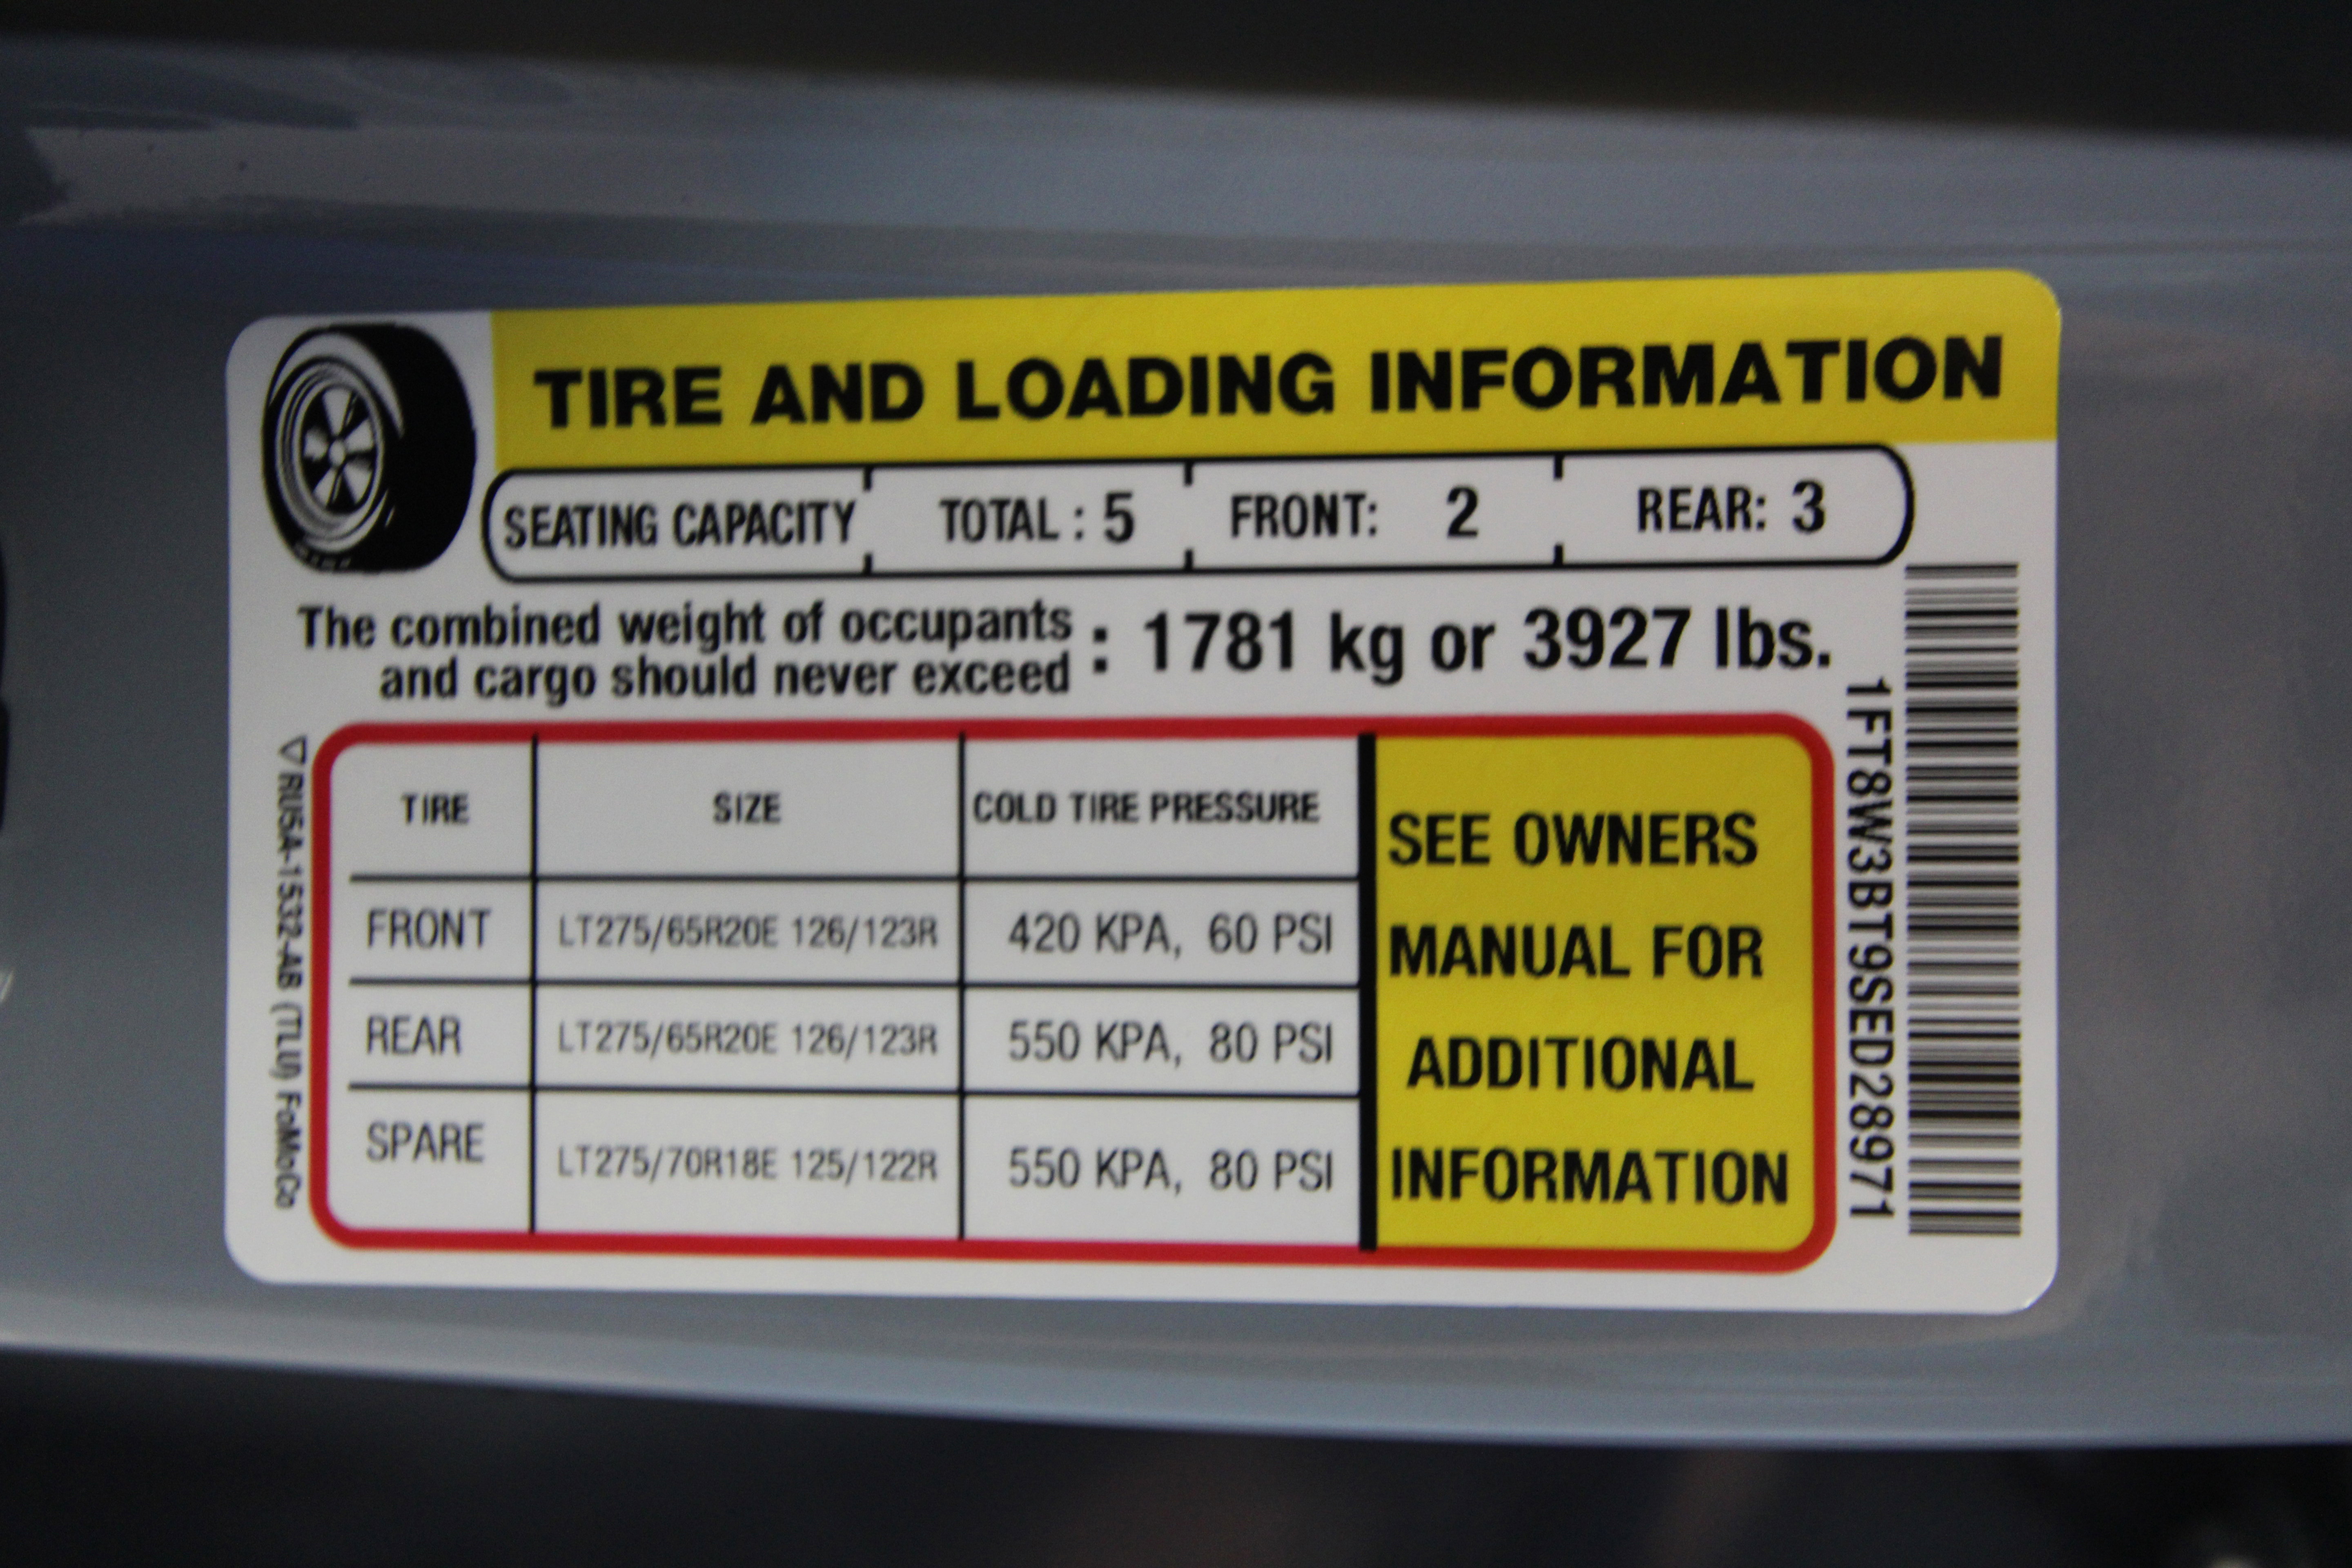 TIRE AND LOADING INFORMATION
SEATING CAPACITY TOTAL : 5 FRONT: 2 REAR: 3
The combined weight of occupants
and cargo should never exceed : 1781 kg or 3927 lbs.
TIRE SIZE COLD TIRE PRESSURE
FRONT LT275/65R20E 126/123R 420 KPA, 60 PSI
REAR LT275/65R20E 126/123R 550 KPA, 80 PSI
SPARE LT275/70R18E 125/122R 550 KPA, 80 PSI
SEE OWNERS
MANUAL FOR
ADDITIONAL
INFORMATION
1FT8W3BT9SED28971
RU5A-1532-AB (TLU) FoMoCo